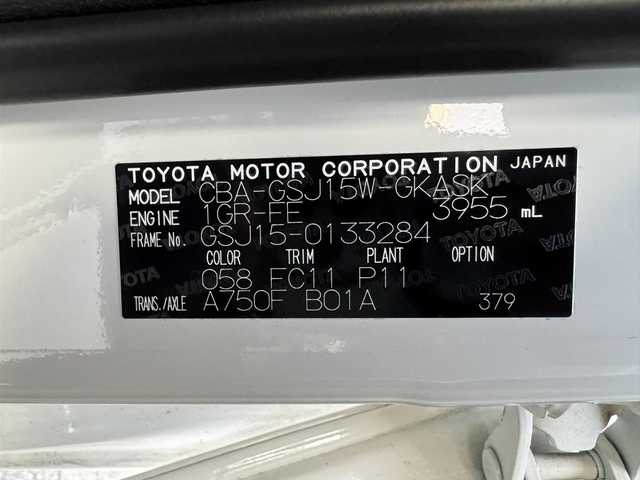 TOYOTA MOTOR CORPORATION JAPAN
MODEL CBA-GSJ15W-GKASK
ENGINE 1GR-FE 3955 mL
FRAME No. GSJ15-0133284
COLOR TRIM PLANT OPTION
058 FC11 P11
TRANS./AXLE A750F B01A 379